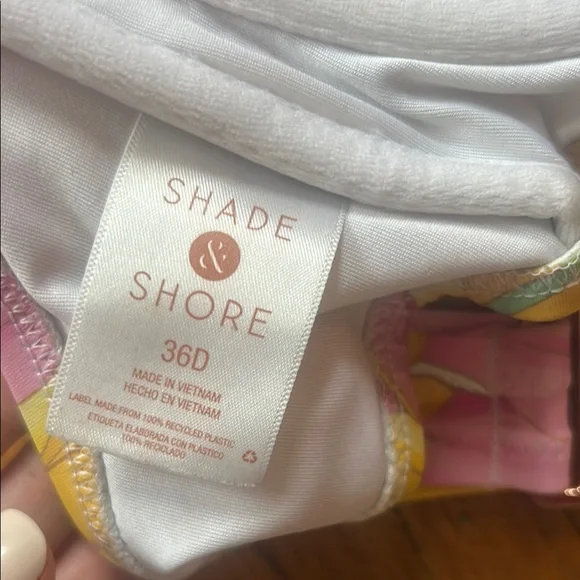 SHADE
&
SHORE
36D
MADE IN VIETNAM
HECHO EN VIETNAM
LABEL MADE FROM 100% RECYCLED PLASTIC
ETIQUETA ELABORADA CON PLASTICO
100% RECICLADO